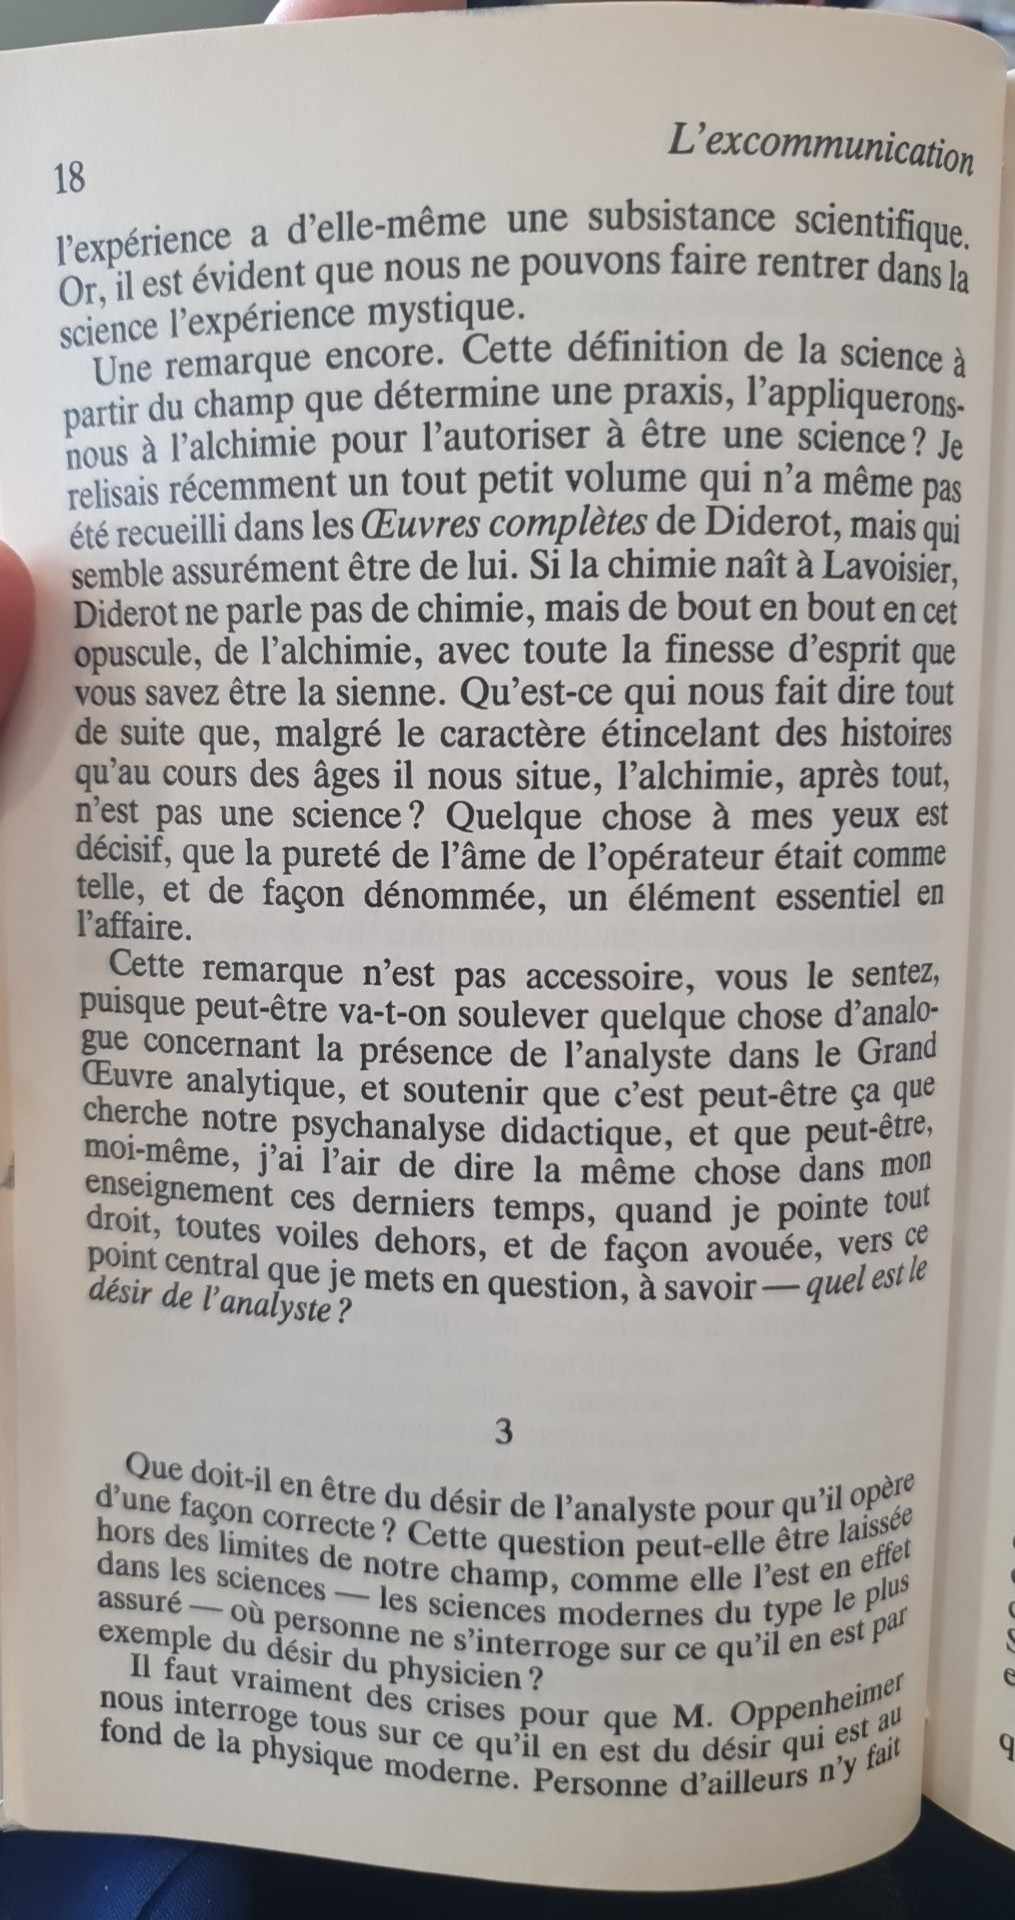 18
L'excommunication
l'expérience a d'elle-même une subsistance scientifique.
Or, il est évident que nous ne pouvons faire rentrer dans la
science l'expérience mystique.
Une remarque encore. Cette définition de la science à
partir du champ que détermine une praxis, l'appliquerons-
nous à l'alchimie pour l'autoriser à être une science ? Je
relisais récemment un tout petit volume qui n'a même pas
été recueilli dans les Œuvres complètes de Diderot, mais qui
semble assurément être de lui. Si la chimie naît à Lavoisier,
Diderot ne parle pas de chimie, mais de bout en bout en cet
opuscule, de l'alchimie, avec toute la finesse d'esprit que
vous savez être la sienne. Qu'est-ce qui nous fait dire tout
de suite que, malgré le caractère étincelant des histoires
qu'au cours des âges il nous situe, l'alchimie, après tout,
n'est pas une science ? Quelque chose à mes yeux est
décisif, que la pureté de l'âme de l'opérateur était comme
telle, et de façon dénommée, un élément essentiel en
l'affaire.
Cette remarque n'est pas accessoire, vous le sentez,
puisque peut-être va-t-on soulever quelque chose d'analo-
gue concernant la présence de l'analyste dans le Grand
Œuvre analytique, et soutenir que c'est peut-être ça que
cherche notre psychanalyse didactique, et que peut-être,
moi-même, j'ai l'air de dire la même chose dans mon
enseignement ces derniers temps, quand je pointe tout
droit, toutes voiles dehors, et de façon avouée, vers ce
point central que je mets en question, à savoir — quel est le
désir de l'analyste ?
3
Que doit-il en être du désir de l'analyste pour qu'il opère
d'une façon correcte ? Cette question peut-elle être laissée
hors des limites de notre champ, comme elle l'est en effet
dans les sciences — les sciences modernes du type le plus
assuré — où personne ne s'interroge sur ce qu'il en est par
exemple du désir du physicien ?
Il faut vraiment des crises pour que M. Oppenheimer
nous interroge tous sur ce qu'il en est du désir qui est au
fond de la physique moderne. Personne d'ailleurs n'y fait